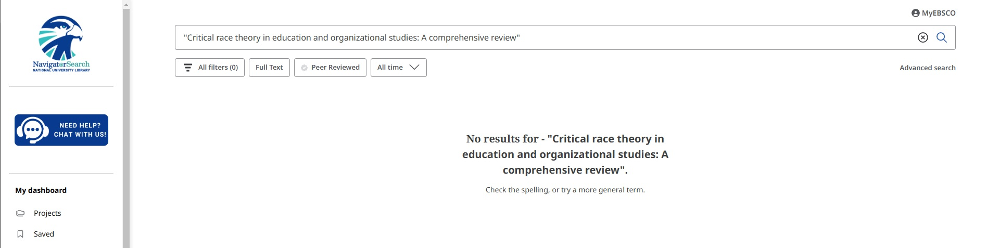 NavigatorSearch
NATIONAL UNIVERSITY LIBRARY
NEED HELP?
CHAT WITH US!
My dashboard
Projects
Saved
MyEBSCO
"Critical race theory in education and organizational studies: A comprehensive review"
All filters (0)
Full Text
Peer Reviewed
All time
Advanced search
No results for - "Critical race theory in
education and organizational studies: A
comprehensive review".
Check the spelling, or try a more general term.